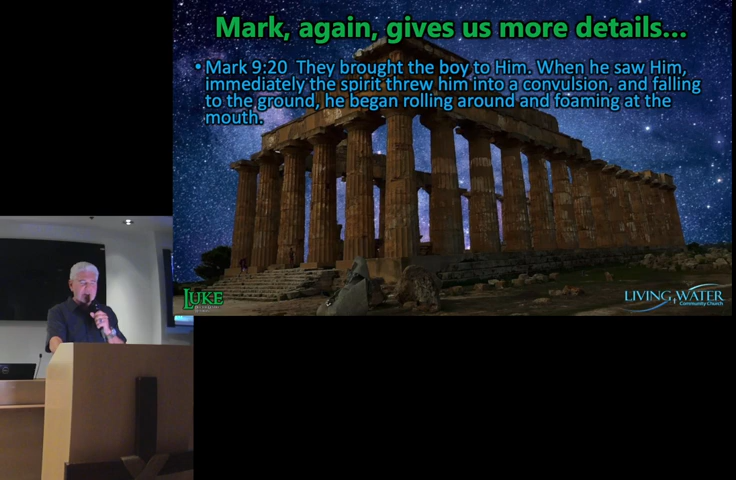 Mark, again, gives us more details...
• Mark 9:20  They brought the boy to Him. When he saw Him,
immediately the spirit threw him into a convulsion, and falling
to the ground, he began rolling around and foaming at the
mouth.
LUKE
LIVING WATER
Community Church